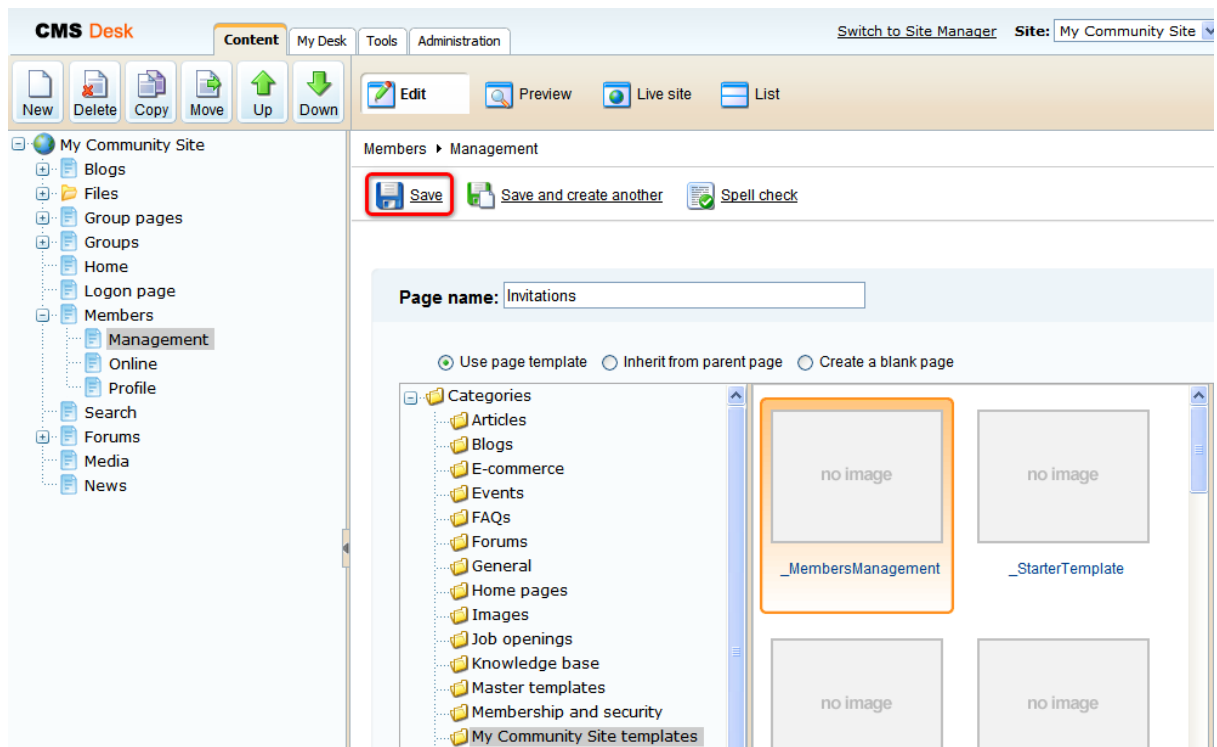 CMS Desk
Content My Desk Tools Administration
Switch to Site Manager Site: My Community Site
New Delete Copy Move Up Down
Edit Preview Live site List
My Community Site
Blogs
Files
Group pages
Groups
Home
Logon page
Members
Management
Online
Profile
Search
Forums
Media
News
Members Management
Save Save and create another Spell check
Page name: Invitations
Use page template Inherit from parent page Create a blank page
Categories
Articles
Blogs
E-commerce
Events
FAQs
Forums
General
Home pages
Images
Job openings
Knowledge base
Master templates
Membership and security
My Community Site templates
no image no image
_MembersManagement _StarterTemplate
no image no image